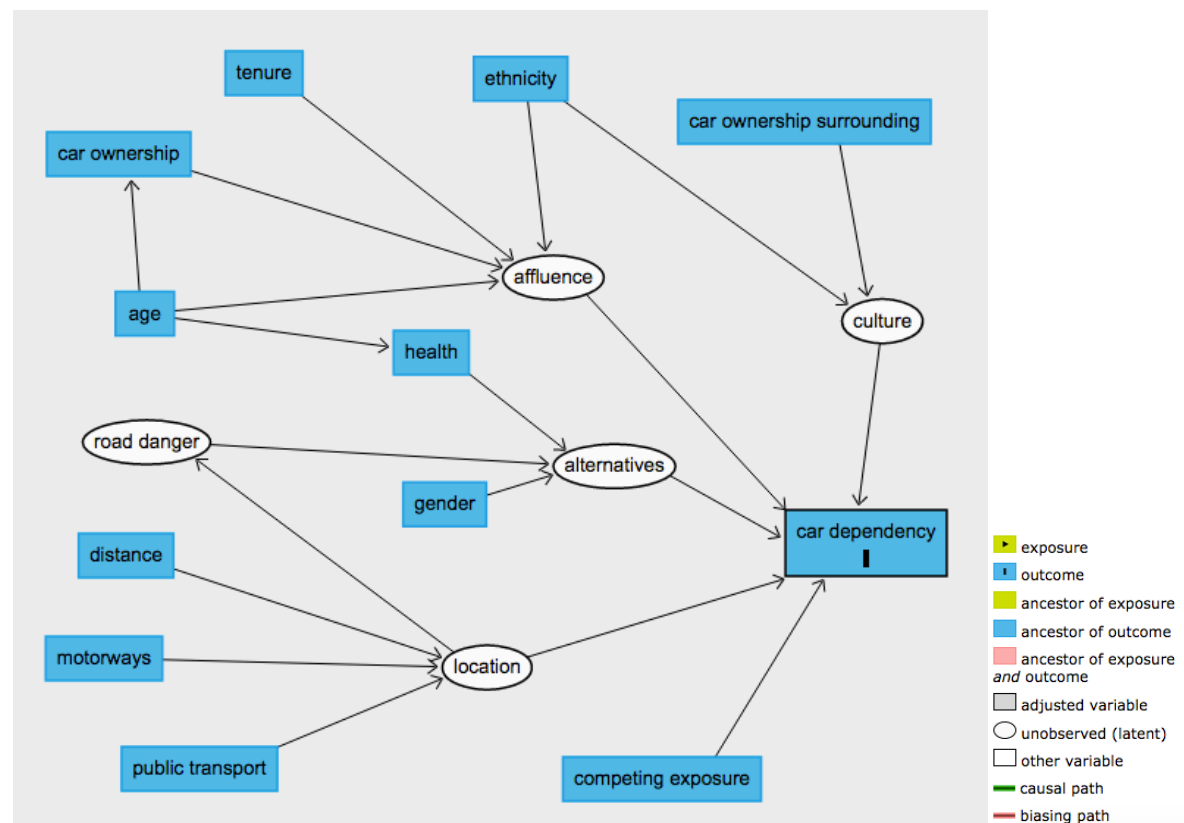 tenure
ethnicity
car ownership surrounding
car ownership
affluence
age
culture
health
road danger
alternatives
gender
car dependency
distance
motorways
location
public transport
competing exposure
exposure
outcome
ancestor of exposure
ancestor of outcome
ancestor of exposure
and outcome
adjusted variable
unobserved (latent)
other variable
causal path
biasing path